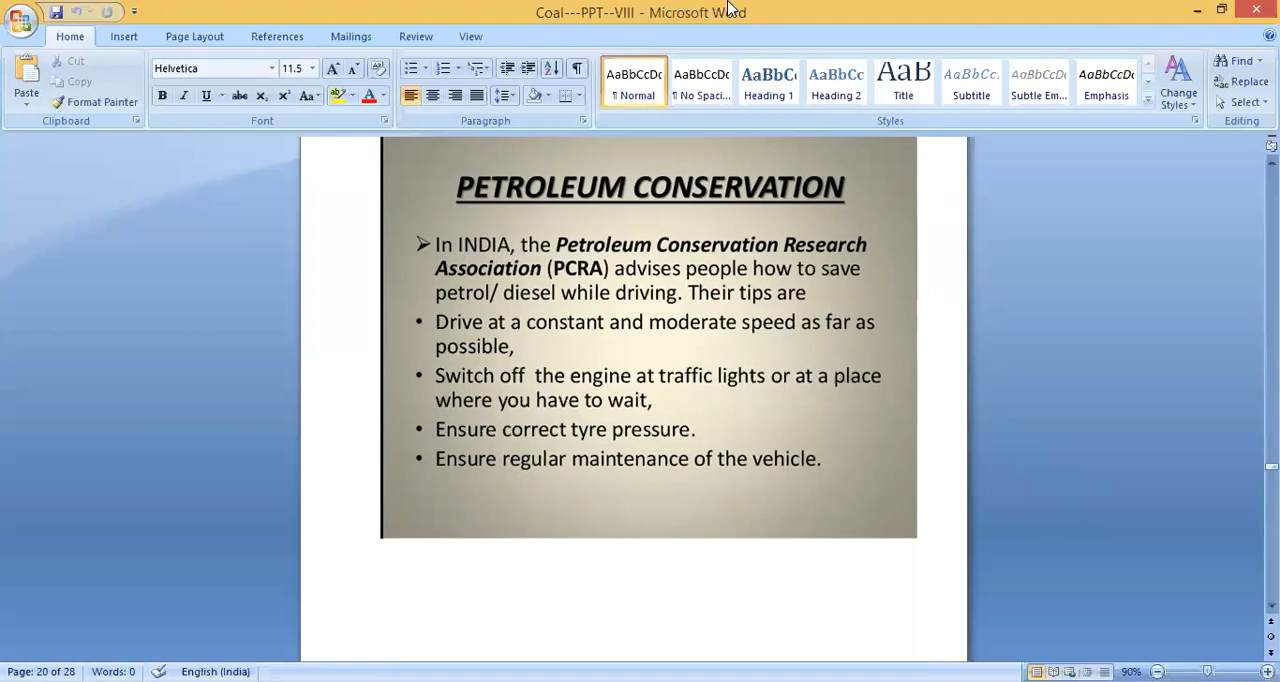 Coal---PPT--VIII - Microsoft Word
Home Insert Page Layout References Mailings Review View
Paste
Cut
Copy
Format Painter
Clipboard
Helvetica 11.5
Font
Paragraph
AaBbCcDc AaBbCcDc AaBbC AaBbCc AaB AaBbCc. AaBbCcDc AaBbCcDc
¶ Normal ¶ No Spaci... Heading 1 Heading 2 Title Subtitle Subtle Em... Emphasis
Change Styles
Styles
Find
Replace
Select
Editing
PETROLEUM CONSERVATION
➢ In INDIA, the Petroleum Conservation Research
Association (PCRA) advises people how to save
petrol/ diesel while driving. Their tips are
• Drive at a constant and moderate speed as far as
possible,
• Switch off the engine at traffic lights or at a place
where you have to wait,
• Ensure correct tyre pressure.
• Ensure regular maintenance of the vehicle.
Page: 20 of 28 Words: 0 English (India) 90%